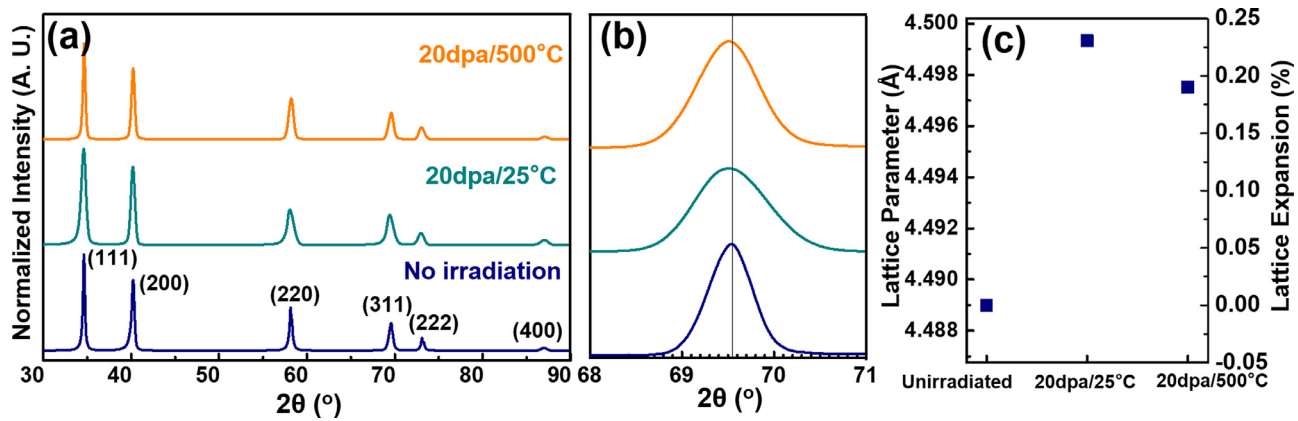 (a)
20dpa/500°C
20dpa/25°C
No irradiation
(111)
(200)
(220)
(311)
(222)
(400)
Normalized Intensity (A. U.)
30 40 50 60 70 80 90
2θ (°)
(b)
68 69 70 71
2θ (°)
(c)
Lattice Parameter (Å)
4.500
4.498
4.496
4.494
4.492
4.490
4.488
Lattice Expansion (%)
0.25
0.20
0.15
0.10
0.05
0.00
-0.05
Unirradiated 20dpa/25°C 20dpa/500°C